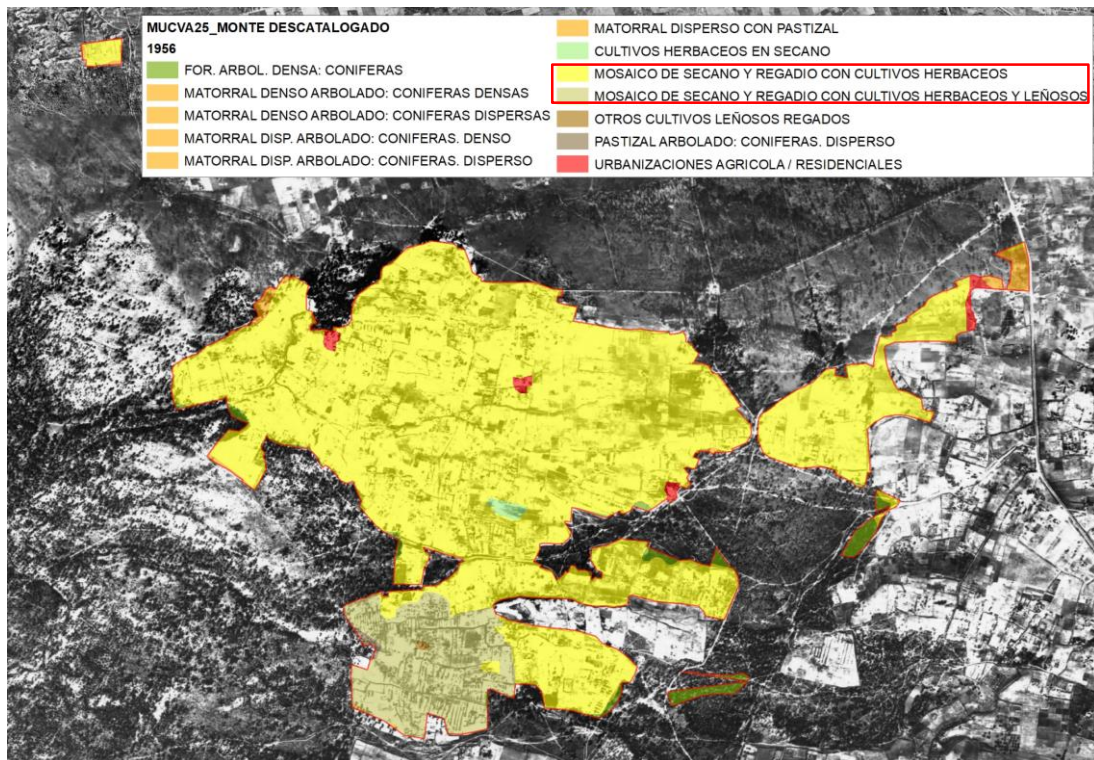 MUCVA25_MONTE DESCATALOGADO
1956
FOR. ARBOL. DENSA: CONIFERAS
MATORRAL DENSO ARBOLADO: CONIFERAS DENSAS
MATORRAL DENSO ARBOLADO: CONIFERAS DISPERSAS
MATORRAL DISP. ARBOLADO: CONIFERAS. DENSO
MATORRAL DISP. ARBOLADO: CONIFERAS. DISPERSO
MATORRAL DISPERSO CON PASTIZAL
CULTIVOS HERBACEOS EN SECANO
MOSAICO DE SECANO Y REGADIO CON CULTIVOS HERBACEOS
MOSAICO DE SECANO Y REGADIO CON CULTIVOS HERBACEOS Y LEÑOSOS
OTROS CULTIVOS LEÑOSOS REGADOS
PASTIZAL ARBOLADO: CONIFERAS. DISPERSO
URBANIZACIONES AGRICOLA / RESIDENCIALES